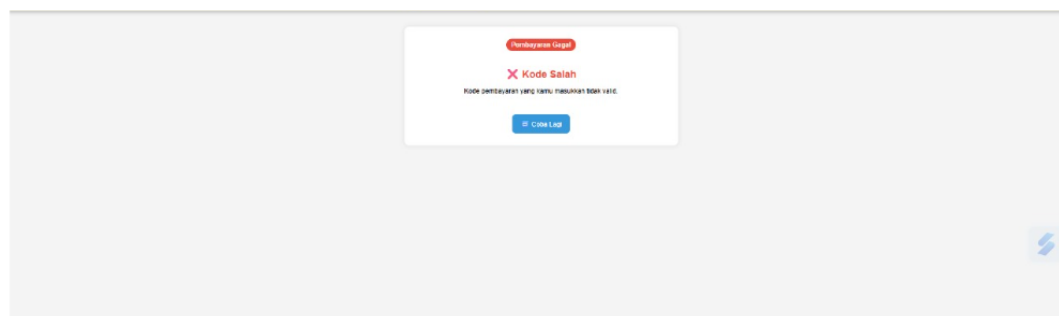 Pembayaran Gagal
❌ Kode Salah
Kode pembayaran yang kamu masukkan tidak valid.
Coba Lagi